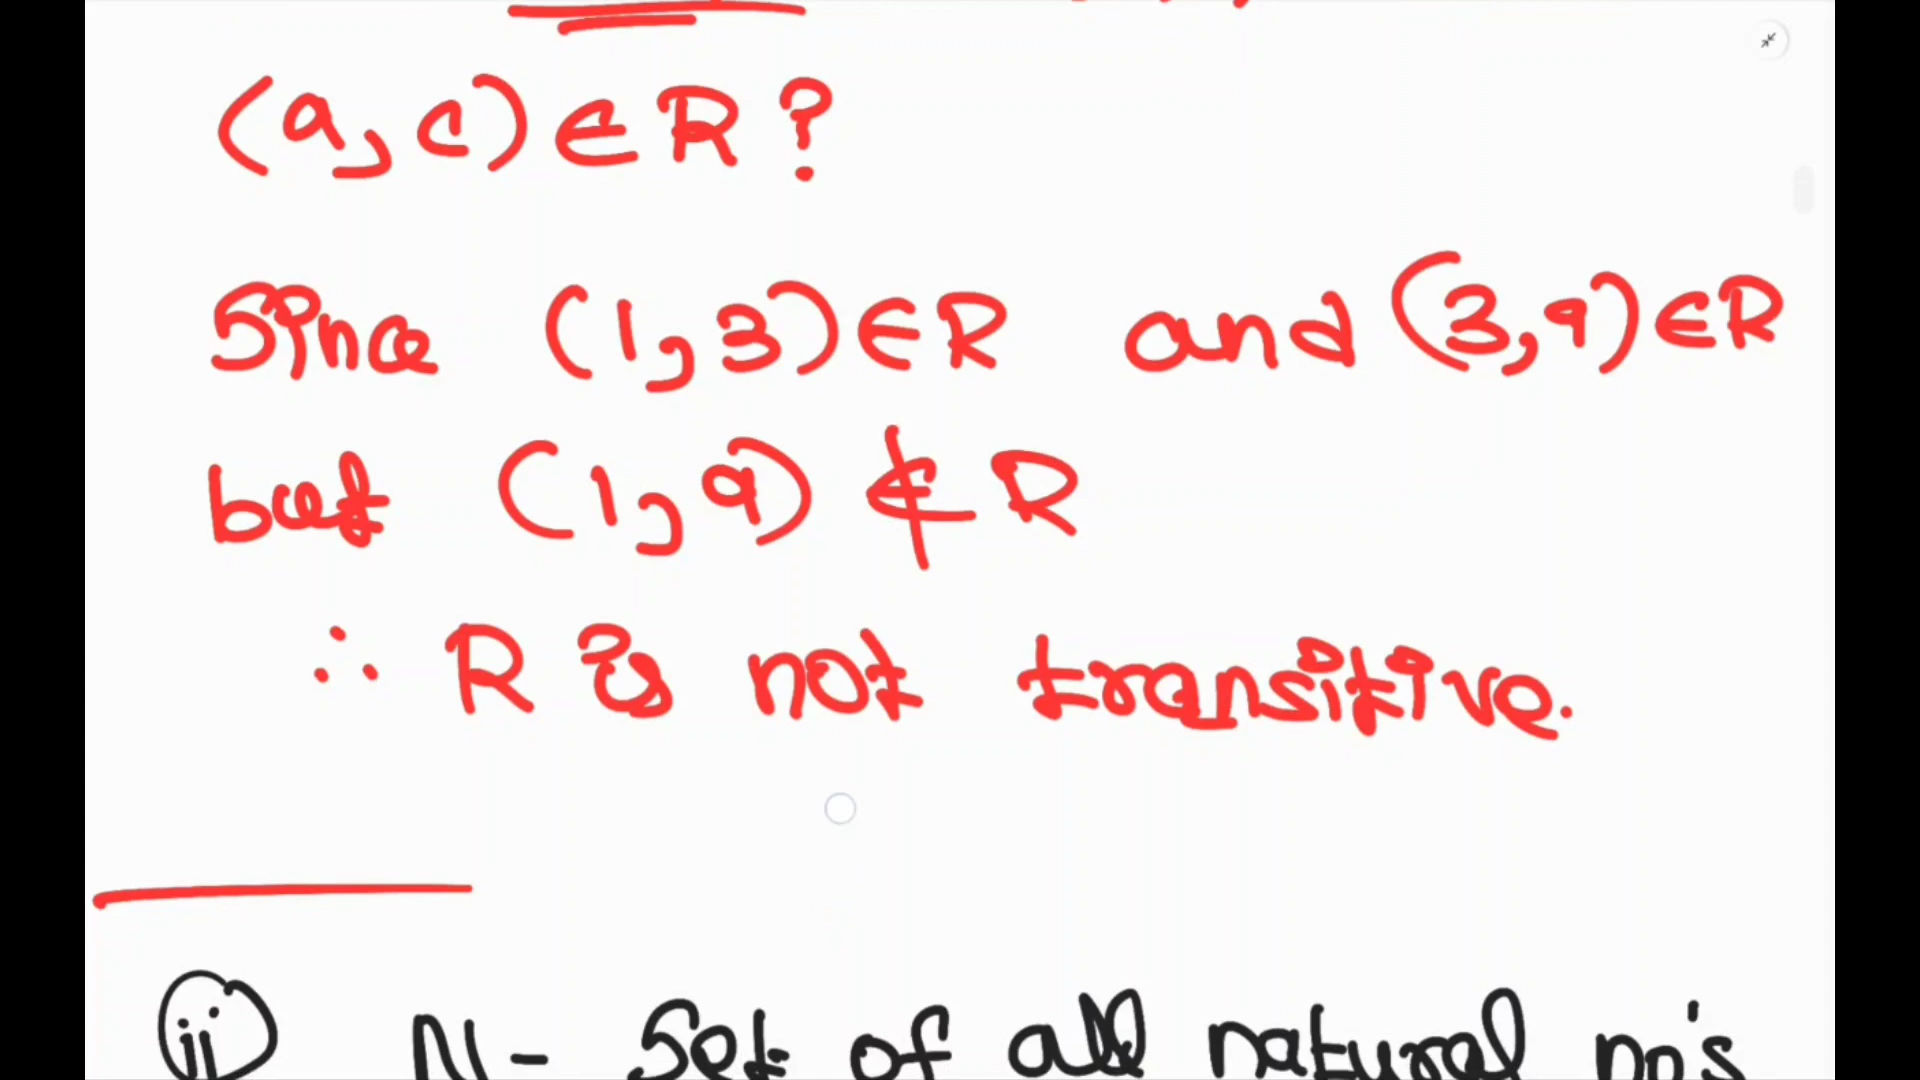 (a, c) ∈ R ?
Since (1, 3) ∈ R and (3, 9) ∈ R
but (1, 9) ∉ R
∴ R is not transitive.
ii N - Set of all natural no's